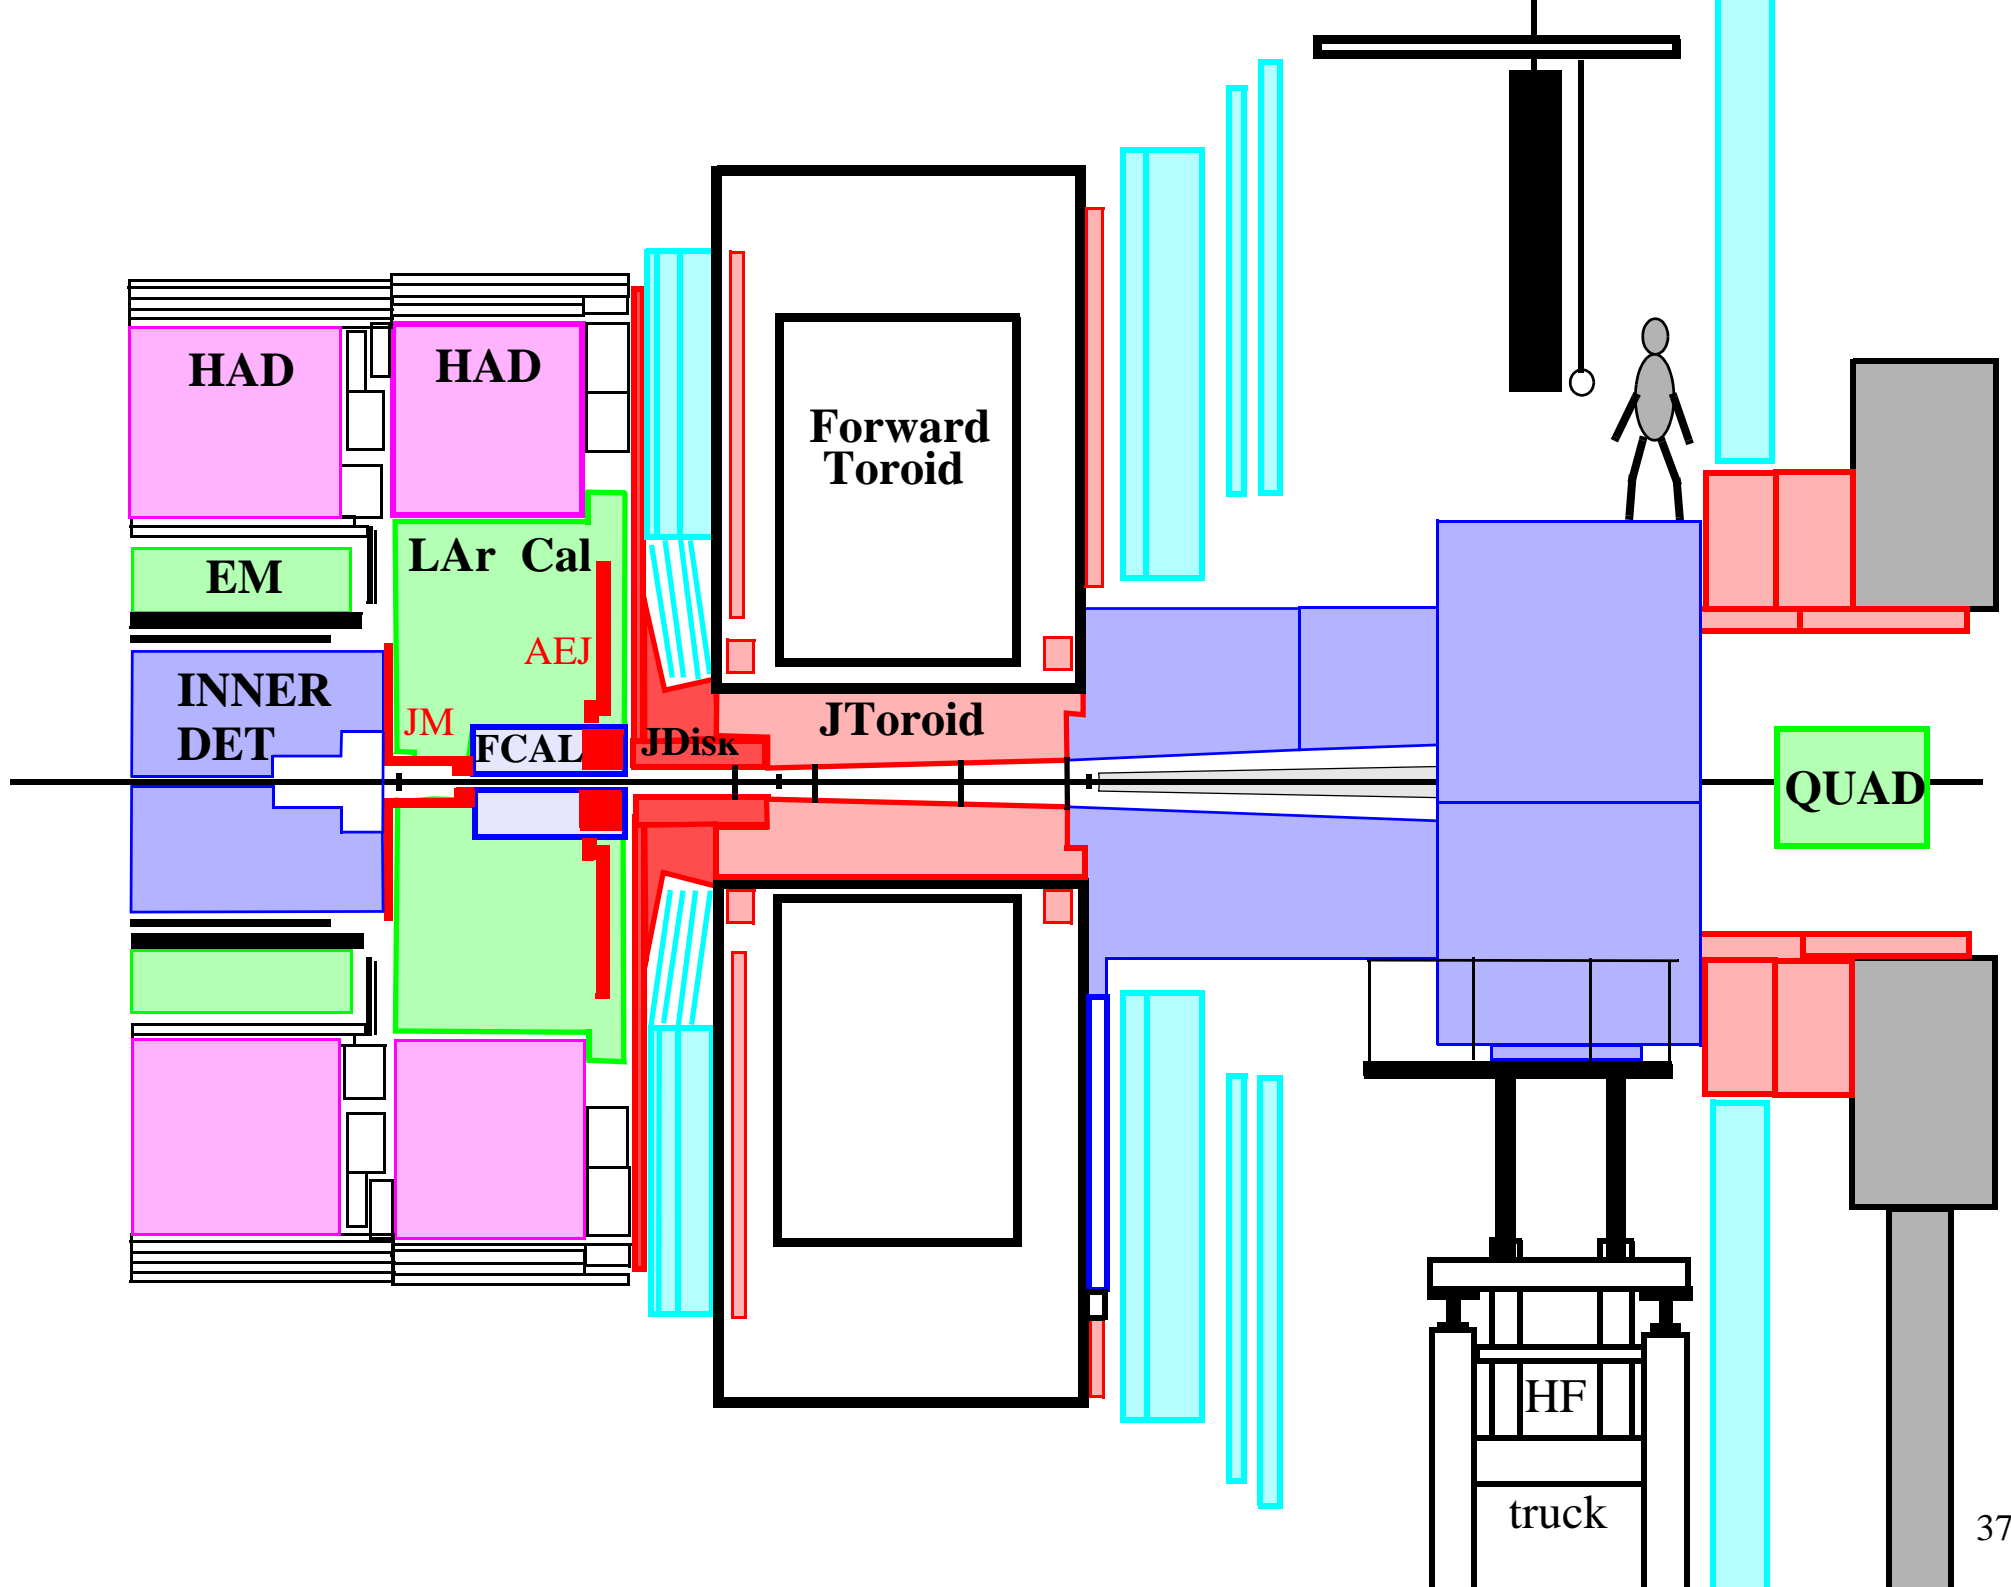 HAD
HAD
Forward
Toroid
LAr Cal
EM
AEJ
INNER
DET
JM
FCAL
JDisk
JToroid
QUAD
HF
truck
37